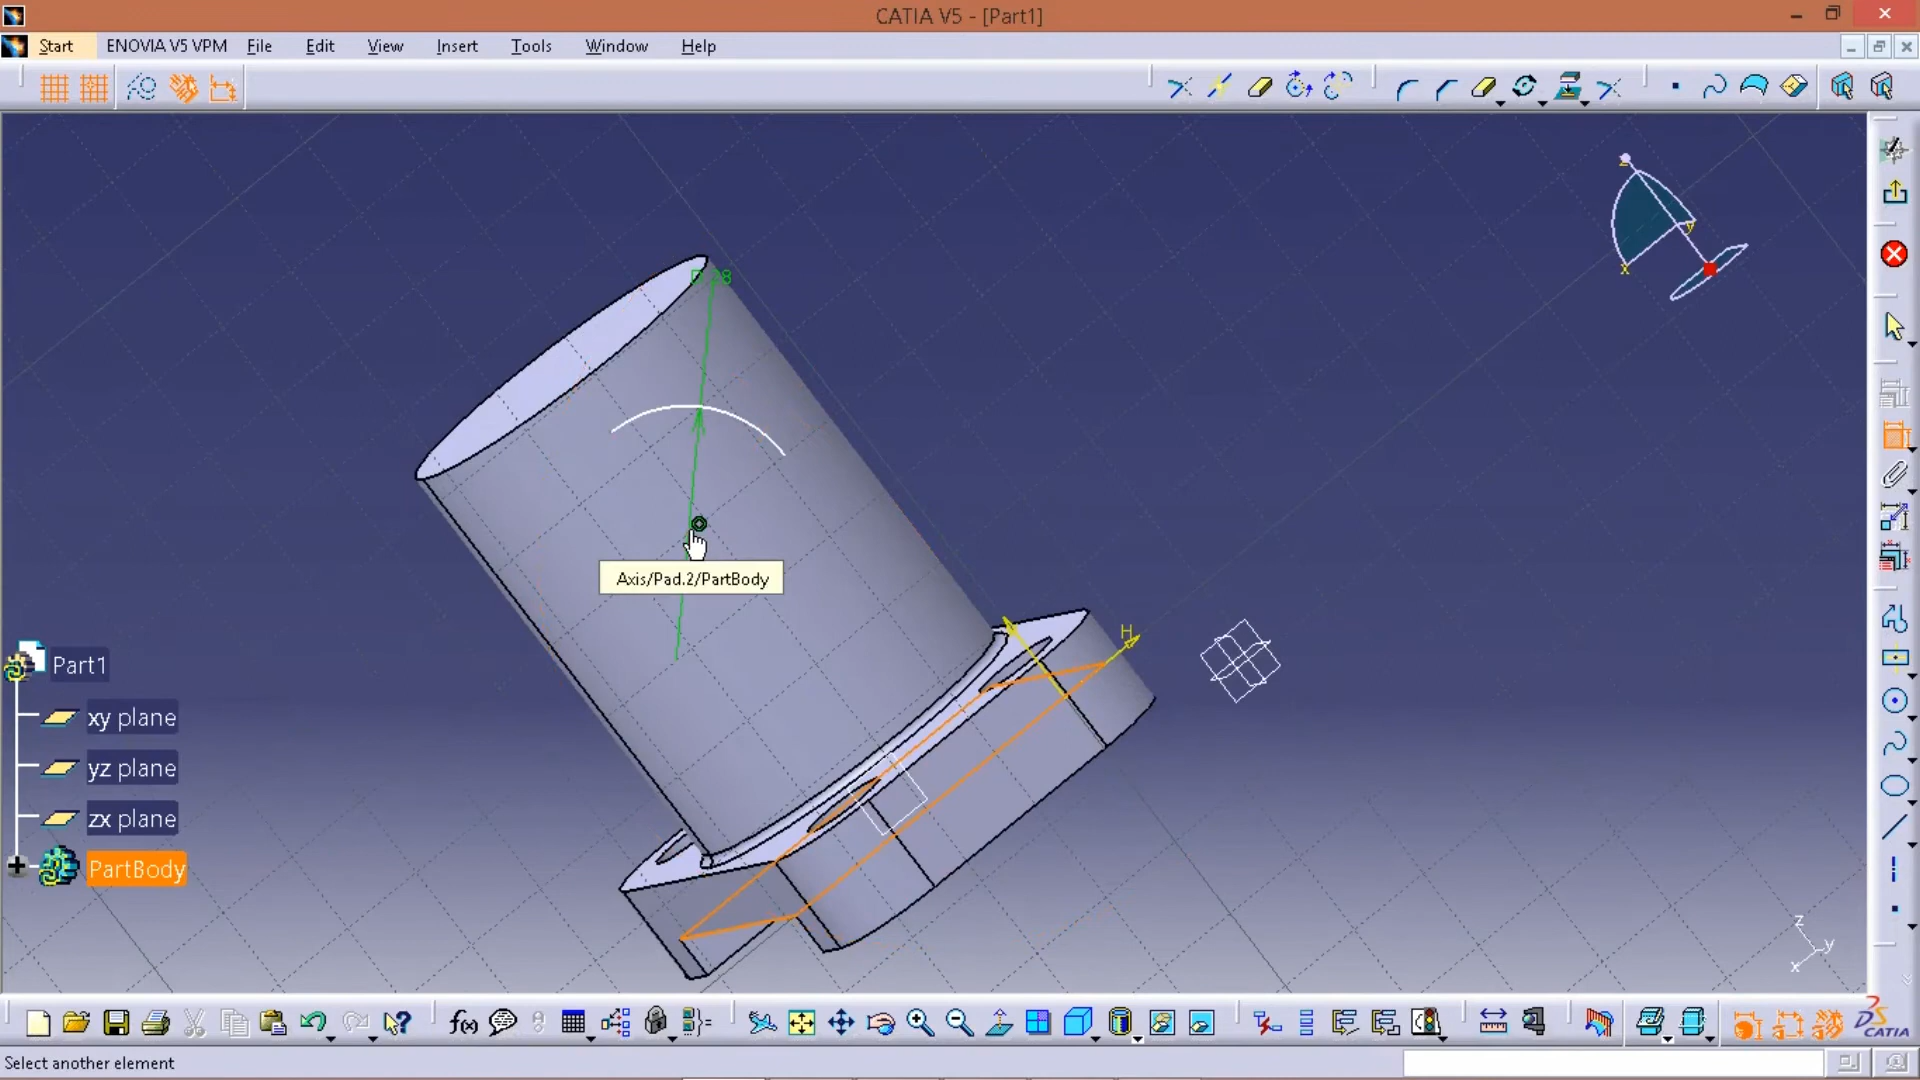 CATIA V5 - [Part1]
Start ENOVIA V5 VPM File Edit View Insert Tools Window Help
z
y
x
Axis/Pad.2/PartBody
H
Part1
xy plane
yz plane
zx plane
PartBody
z
y
x
f(x)
CATIA
Select another element